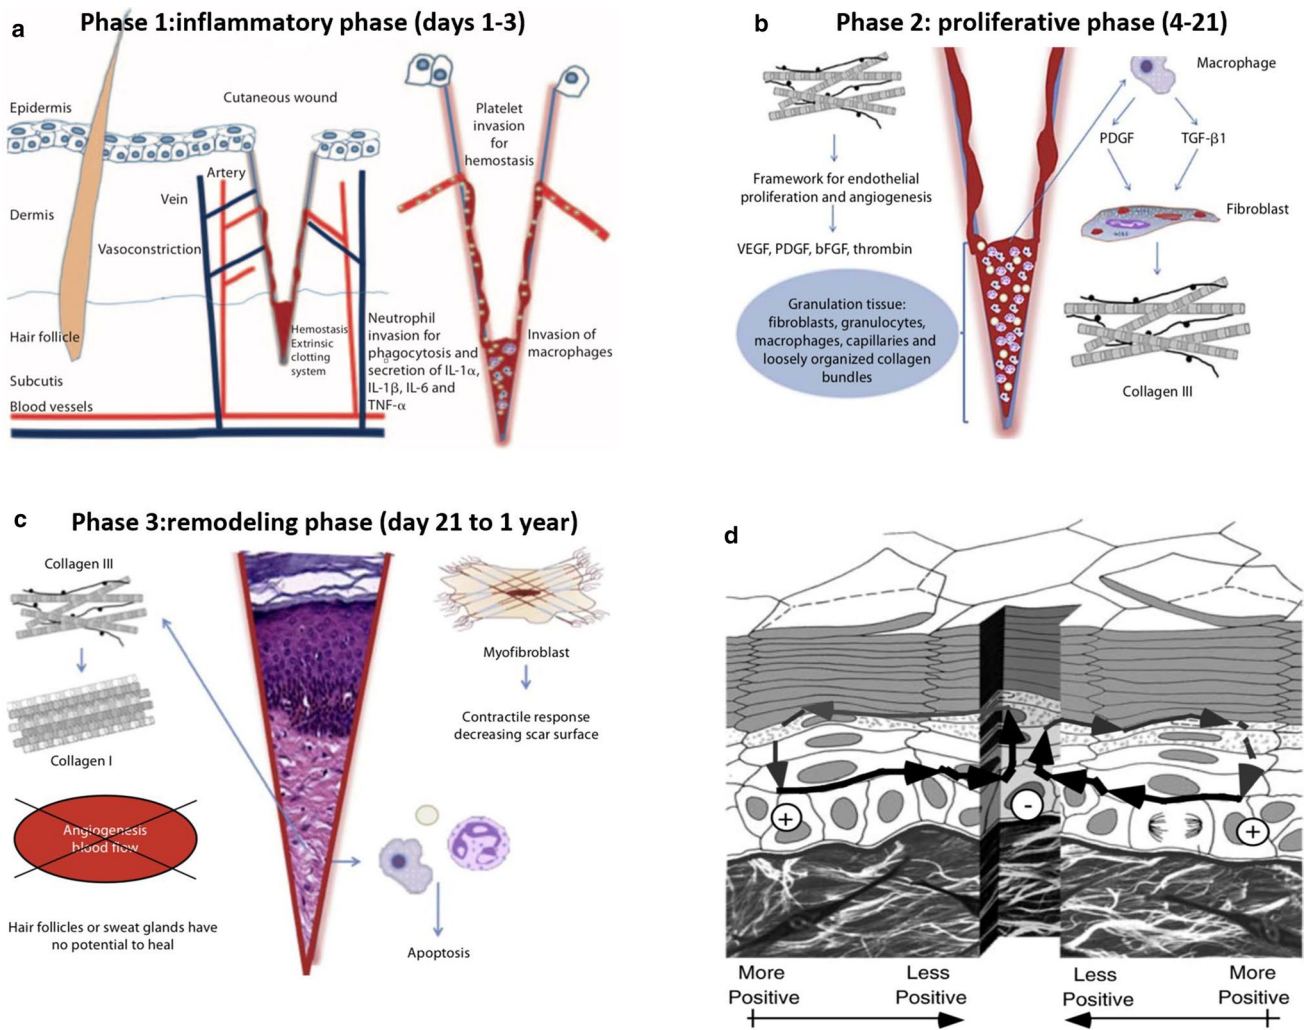 a
Phase 1:inflammatory phase (days 1-3)
Epidermis
Cutaneous wound
Platelet
invasion
for
hemostasis
Artery
Vein
Dermis
Vasoconstriction
Hair follicle
Hemostasis
Extrinsic
clotting
system
Neutrophil
invasion for
phagocytosis and
secretion of IL-1α,
IL-1β, IL-6 and
TNF-α
Invasion of
macrophages
Subcutis
Blood vessels
b
Phase 2: proliferative phase (4-21)
Macrophage
PDGF
TGF-β1
Framework for endothelial
proliferation and angiogenesis
Fibroblast
VEGF, PDGF, bFGF, thrombin
Granulation tissue:
fibroblasts, granulocytes,
macrophages, capillaries and
loosely organized collagen
bundles
Collagen III
c
Phase 3:remodeling phase (day 21 to 1 year)
Collagen III
Collagen I
Myofibroblast
Contractile response
decreasing scar surface
Angiogenesis
blood flow
Hair follicles or sweat glands have
no potential to heal
Apoptosis
d
+
-
+
More
Positive
Less
Positive
Less
Positive
More
Positive